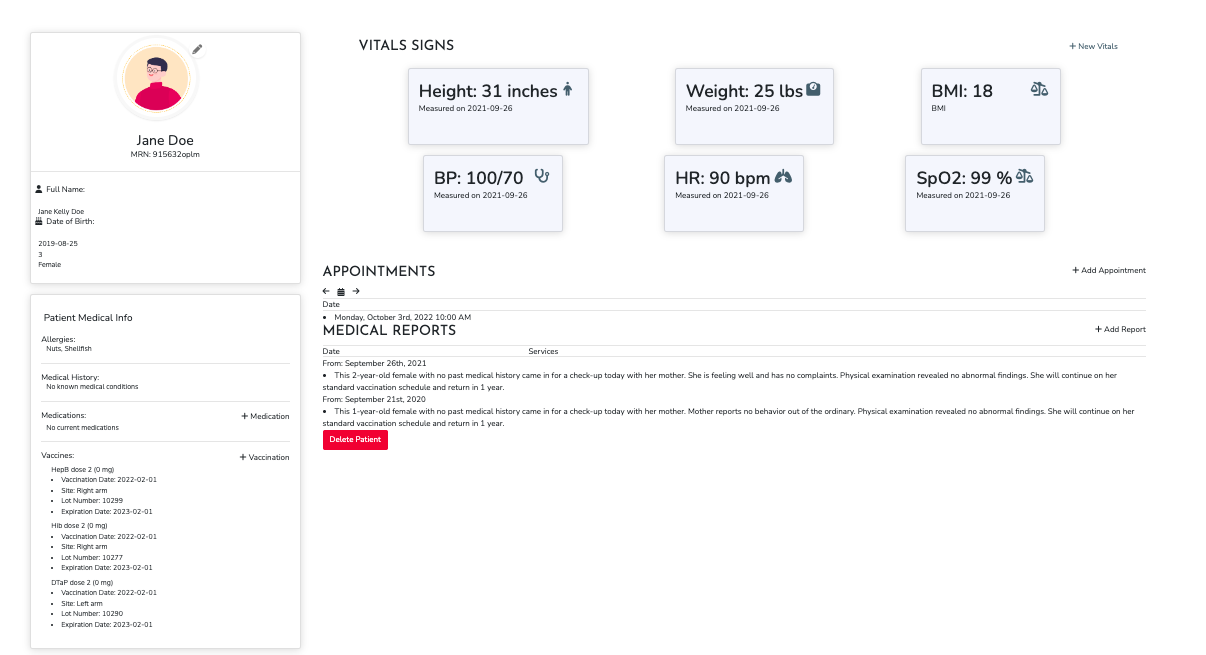 Jane Doe
MRN: 915632oplm
Full Name:
Jane Kelly Doe
Date of Birth:
2019-08-25
3
Female
Patient Medical Info
Allergies:
Nuts, Shellfish
Medical History:
No known medical conditions
Medications:
+ Medication
No current medications
Vaccines:
+ Vaccination
HepB dose 2 (0 mg)
• Vaccination Date: 2022-02-01
• Site: Right arm
• Lot Number: 10299
• Expiration Date: 2023-02-01
Hib dose 2 (0 mg)
• Vaccination Date: 2022-02-01
• Site: Right arm
• Lot Number: 10277
• Expiration Date: 2023-02-01
DTaP dose 2 (0 mg)
• Vaccination Date: 2022-02-01
• Site: Left arm
• Lot Number: 10290
• Expiration Date: 2023-02-01
VITALS SIGNS
+ New Vitals
Height: 31 inches
Measured on 2021-09-26
Weight: 25 lbs
Measured on 2021-09-26
BMI: 18
BMI
BP: 100/70
Measured on 2021-09-26
HR: 90 bpm
Measured on 2021-09-26
SpO2: 99 %
Measured on 2021-09-26
APPOINTMENTS
+ Add Appointment
Date
• Monday, October 3rd, 2022 10:00 AM
MEDICAL REPORTS
+ Add Report
Date Services
From: September 26th, 2021
• This 2-year-old female with no past medical history came in for a check-up today with her mother. She is feeling well and has no complaints. Physical examination revealed no abnormal findings. She will continue on her
standard vaccination schedule and return in 1 year.
From: September 21st, 2020
• This 1-year-old female with no past medical history came in for a check-up today with her mother. Mother reports no behavior out of the ordinary. Physical examination revealed no abnormal findings. She will continue on her
standard vaccination schedule and return in 1 year.
Delete Patient